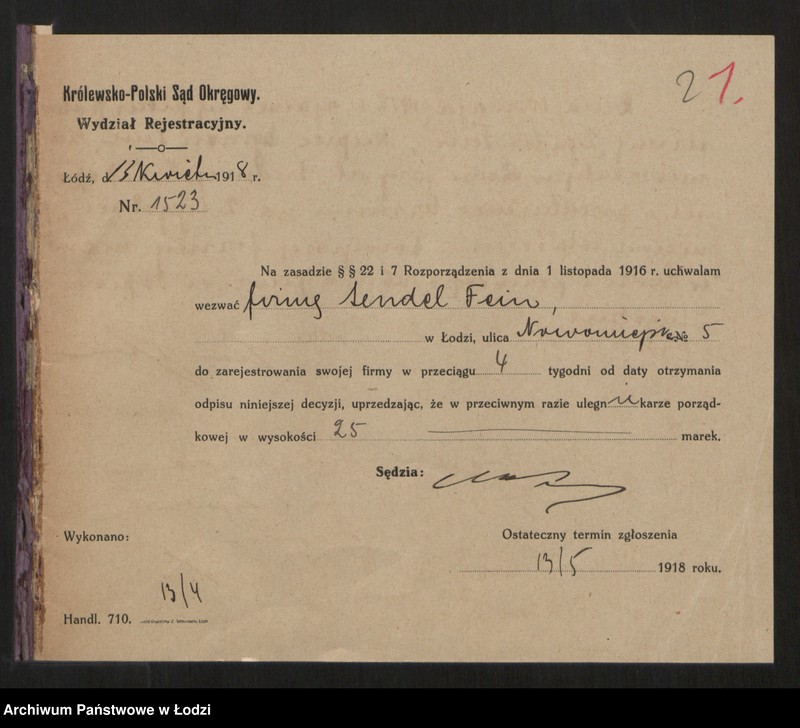 21.
Królewsko-Polski Sąd Okręgowy.
Wydział Rejestracyjny.
Łódź, d. 13 Kwietn 1918 r.
Nr. 1523
Na zasadzie § § 22 i 7 Rozporządzenia z dnia 1 listopada 1916 r. uchwalam
wezwać firmę Sendel Fein,
w Łodzi, ulica Nowomiejska № 5
do zarejestrowania swojej firmy w przeciągu 4 tygodni od daty otrzymania
odpisu niniejszej decyzji, uprzedzając, że w przeciwnym razie ulegnie karze porząd-
kowej w wysokości 25 marek.
Sędzia:
Wykonano:
Ostateczny termin zgłoszenia
13/5 1918 roku.
13/4
Handl. 710.
Archiwum Państwowe w Łodzi